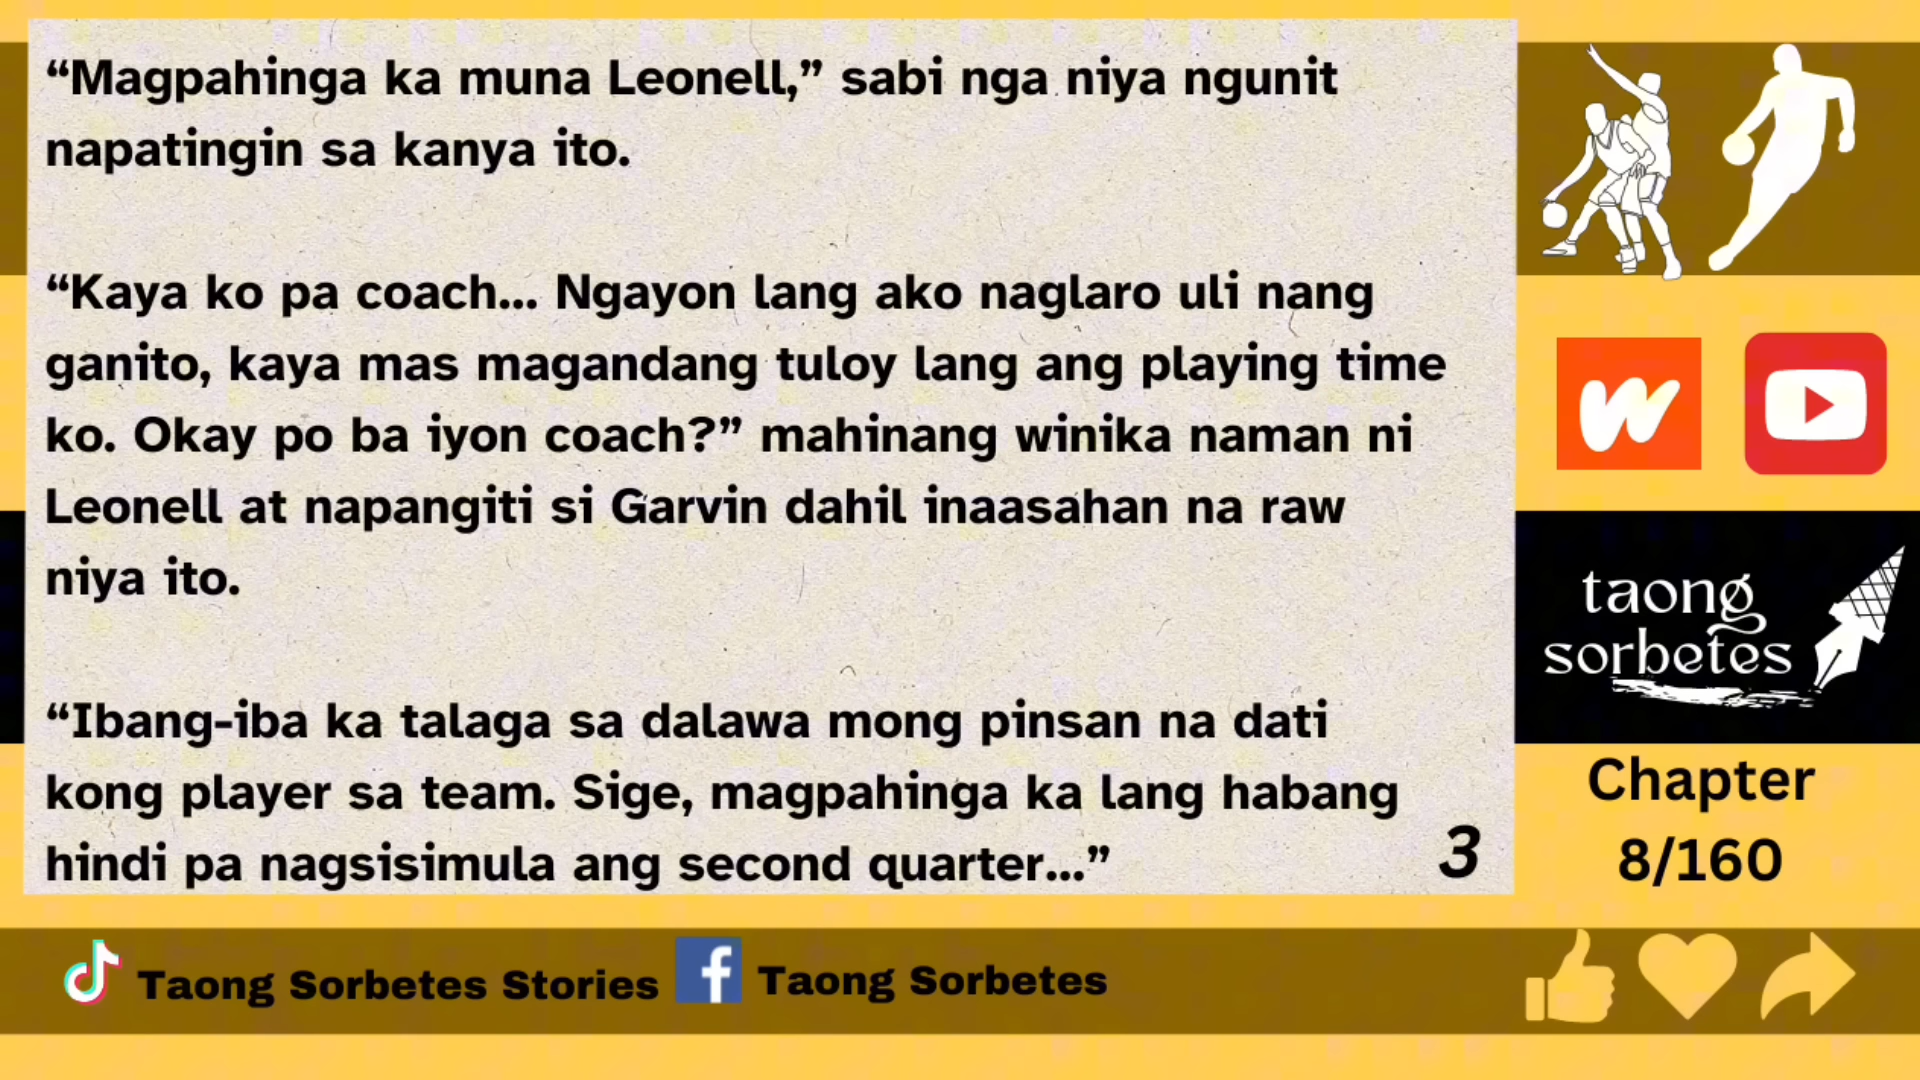 “Magpahinga ka muna Leonell,” sabi nga niya ngunit
napatingin sa kanya ito.
“Kaya ko pa coach... Ngayon lang ako naglaro uli nang
ganito, kaya mas magandang tuloy lang ang playing time
ko. Okay po ba iyon coach?” mahinang winika naman ni
Leonell at napangiti si Garvin dahil inaasahan na raw
niya ito.
“Ibang-iba ka talaga sa dalawa mong pinsan na dati
kong player sa team. Sige, magpahinga ka lang habang
hindi pa nagsisimula ang second quarter...”
3
taong
sorbetes
Chapter
8/160
Taong Sorbetes Stories
Taong Sorbetes